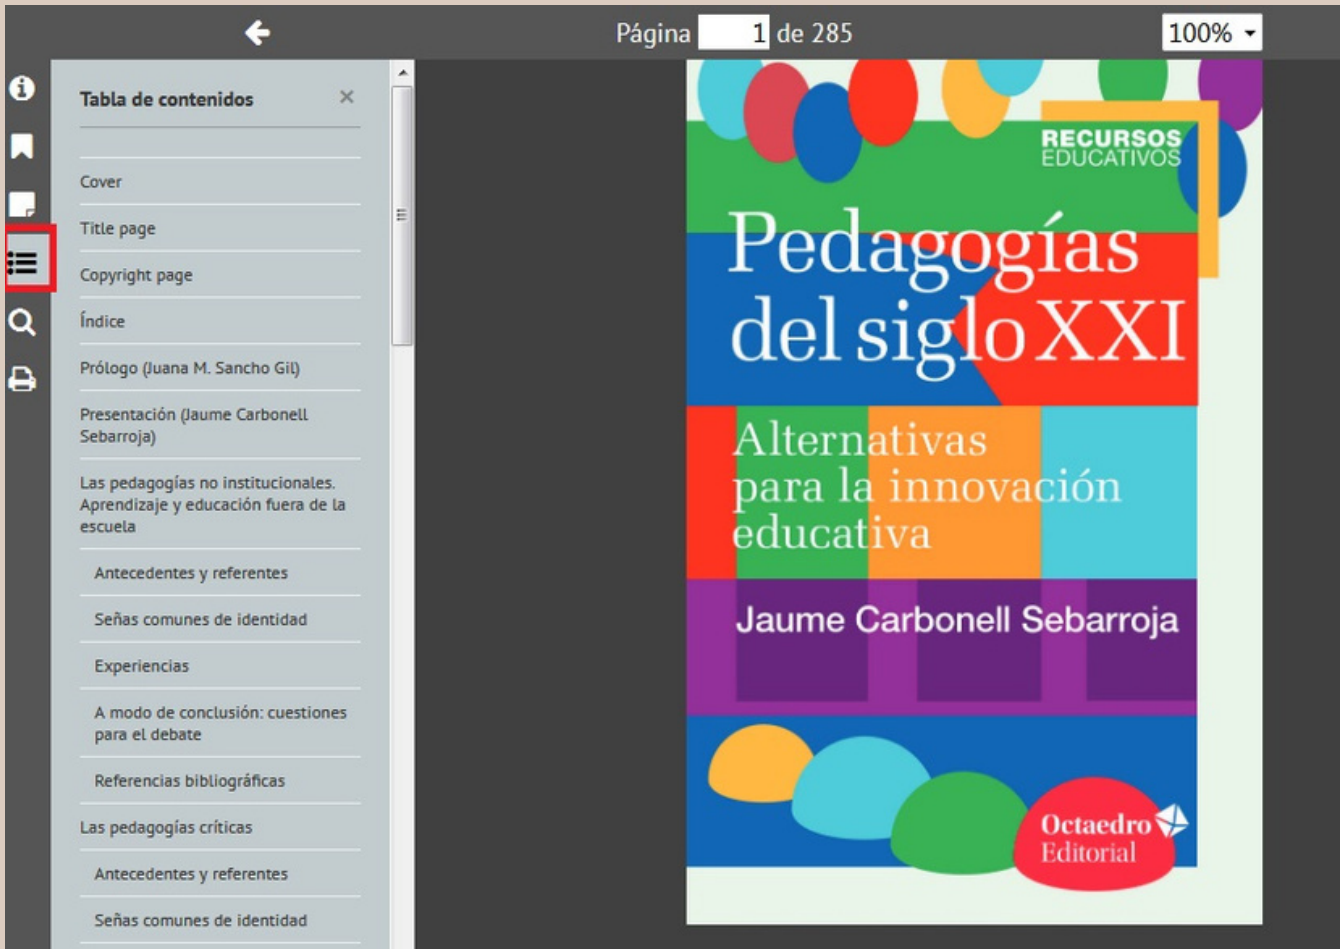 Página 1 de 285
100%
Tabla de contenidos
Cover
Title page
Copyright page
Índice
Prólogo (Juana M. Sancho Gil)
Presentación (Jaume Carbonell
Sebarroja)
Las pedagogías no institucionales.
Aprendizaje y educación fuera de la
escuela
Antecedentes y referentes
Señas comunes de identidad
Experiencias
A modo de conclusión: cuestiones
para el debate
Referencias bibliográficas
Las pedagogías críticas
Antecedentes y referentes
Señas comunes de identidad
RECURSOS
EDUCATIVOS
Pedagogías
del siglo XXI
Alternativas
para la innovación
educativa
Jaume Carbonell Sebarroja
Octaedro
Editorial